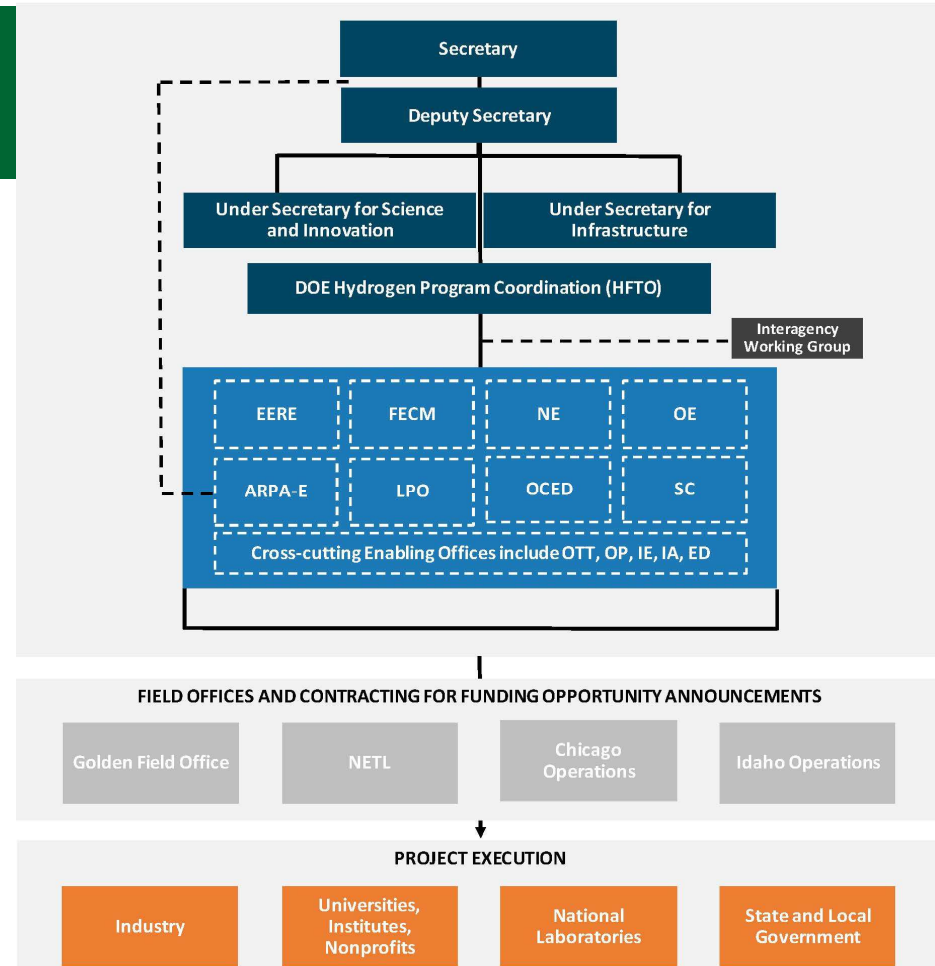 Secretary
Deputy Secretary
Under Secretary for Science
and Innovation
Under Secretary for
Infrastructure
DOE Hydrogen Program Coordination (HFTO)
Interagency
Working Group
EERE
FECM
NE
OE
ARPA-E
LPO
OCED
SC
Cross-cutting Enabling Offices include OTT, OP, IE, IA, ED
FIELD OFFICES AND CONTRACTING FOR FUNDING OPPORTUNITY ANNOUNCEMENTS
Golden Field Office
NETL
Chicago
Operations
Idaho Operations
PROJECT EXECUTION
Industry
Universities,
Institutes,
Nonprofits
National
Laboratories
State and Local
Government